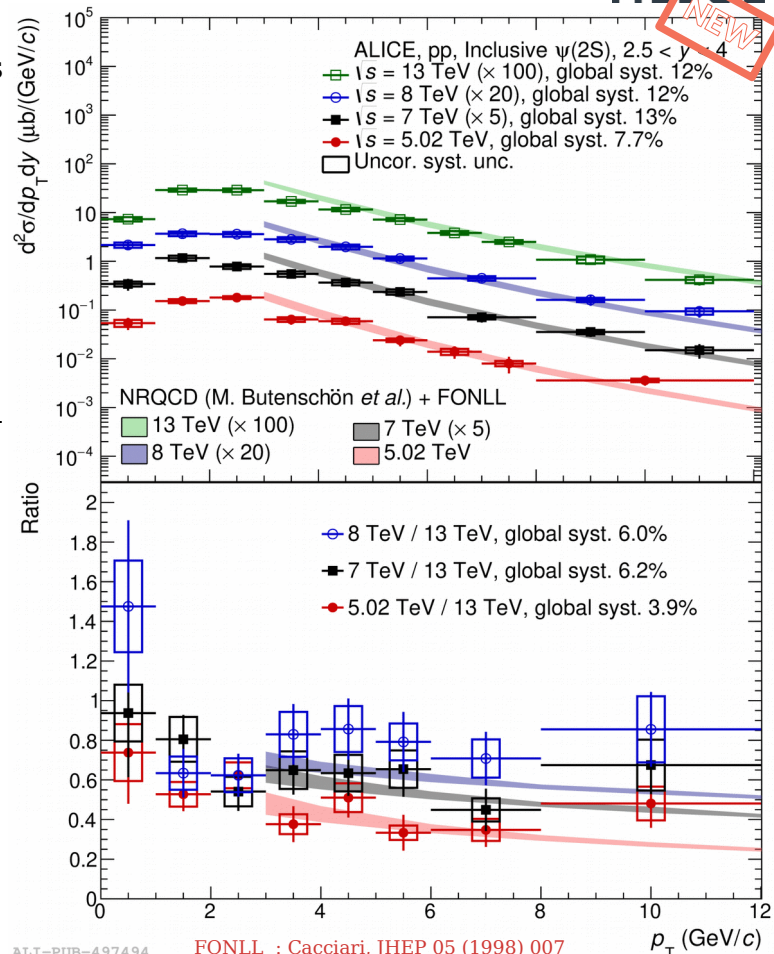 NEW
d²σ/dp_T dy (μb/(GeV/c))
10⁵
10⁴
10³
10²
10
1
10⁻¹
10⁻²
10⁻³
10⁻⁴
ALICE, pp, Inclusive ψ(2S), 2.5 < y < 4
√s = 13 TeV (× 100), global syst. 12%
√s = 8 TeV (× 20), global syst. 12%
√s = 7 TeV (× 5), global syst. 13%
√s = 5.02 TeV, global syst. 7.7%
Uncor. syst. unc.
NRQCD (M. Butenschön et al.) + FONLL
13 TeV (× 100)
7 TeV (× 5)
8 TeV (× 20)
5.02 TeV
Ratio
2
1.8
1.6
1.4
1.2
1
0.8
0.6
0.4
0.2
0
8 TeV / 13 TeV, global syst. 6.0%
7 TeV / 13 TeV, global syst. 6.2%
5.02 TeV / 13 TeV, global syst. 3.9%
0 2 4 6 8 10 12
p_T (GeV/c)
ALI-PUB-497494
FONLL : Cacciari, JHEP 05 (1998) 007